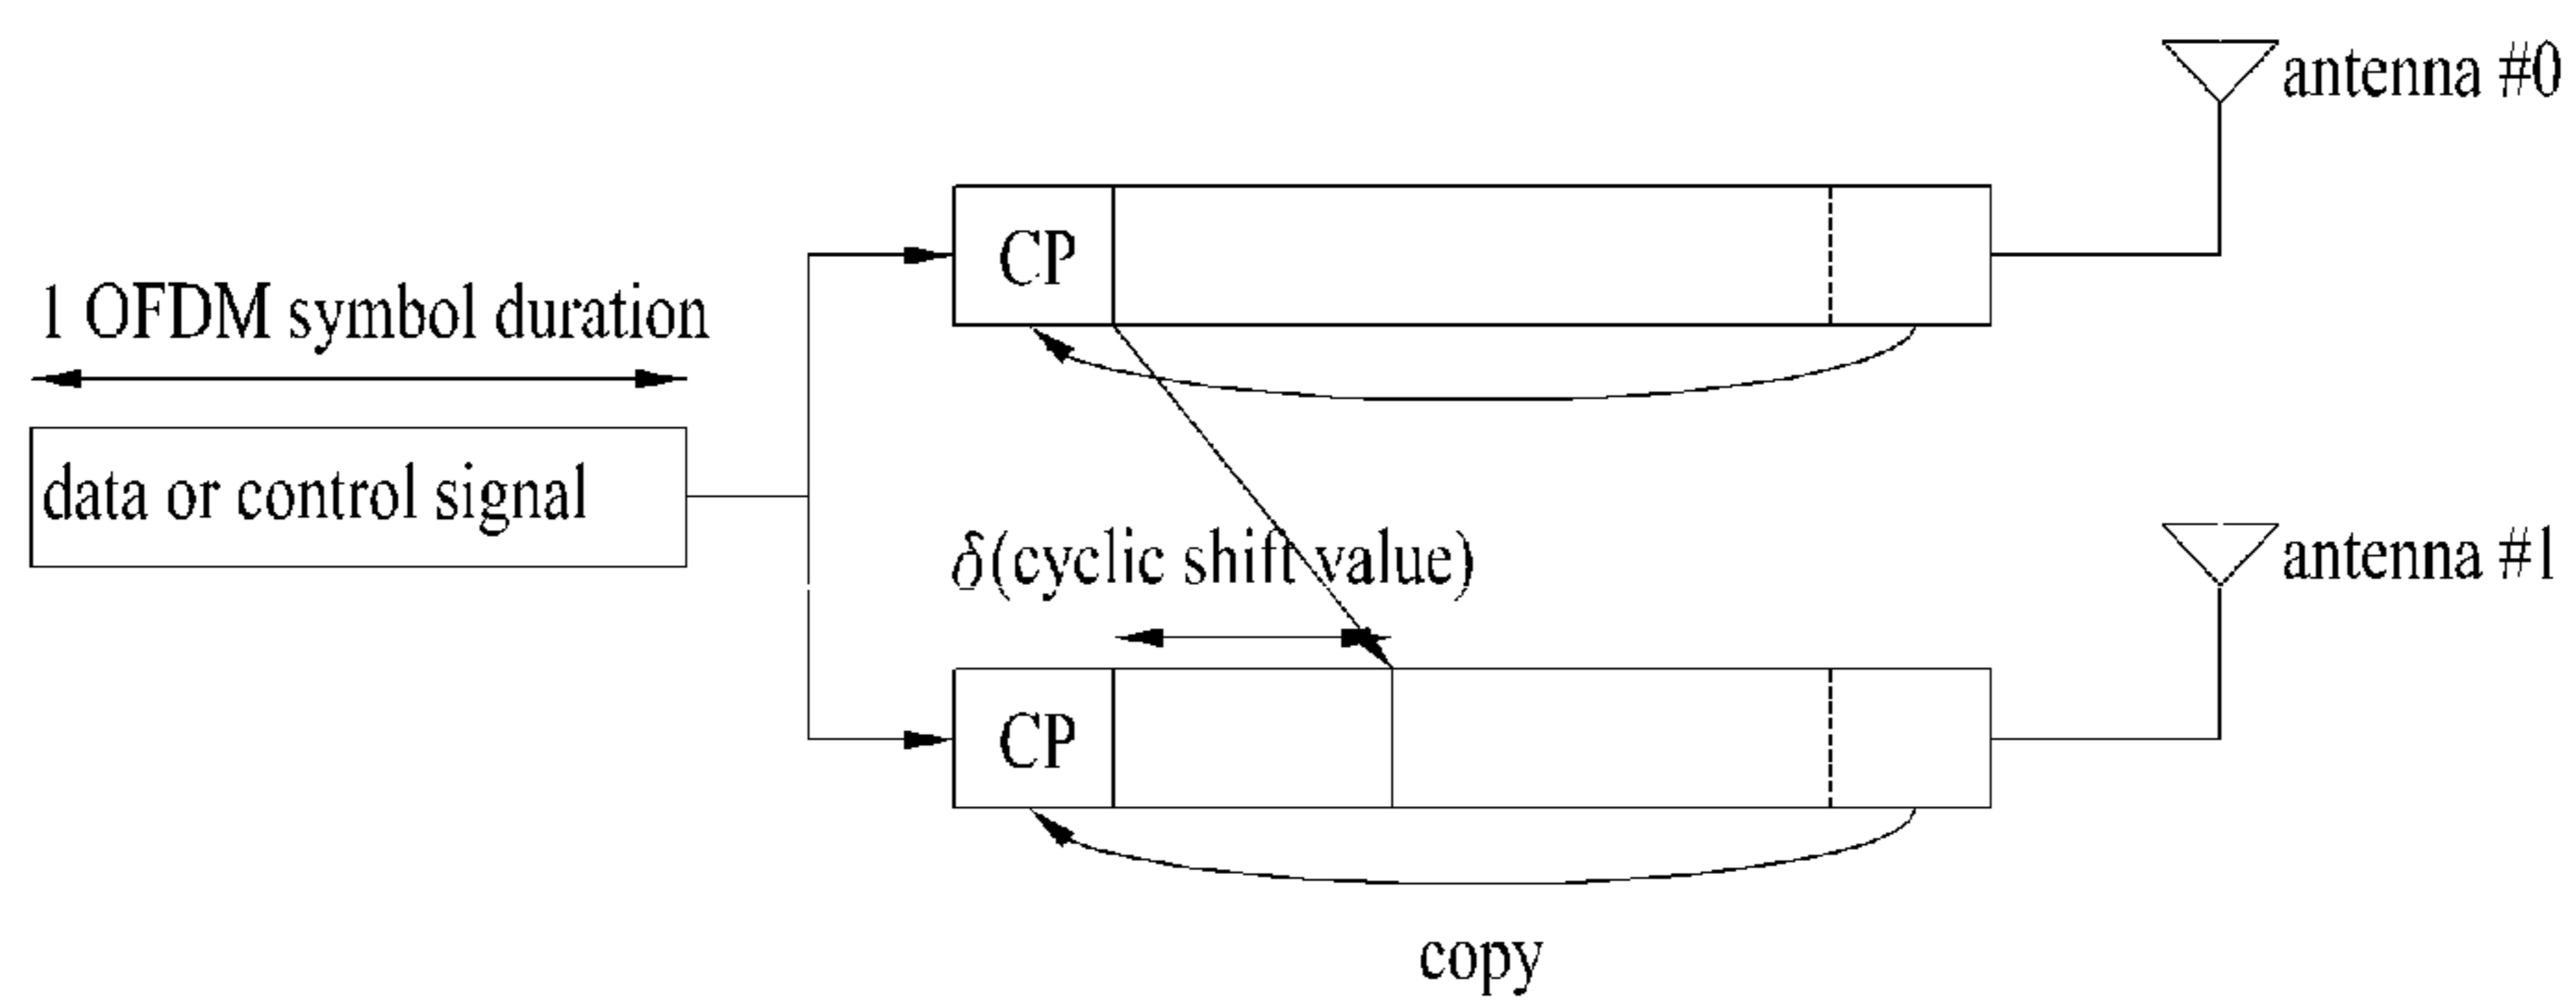 antenna #0
CP
1 OFDM symbol duration
data or control signal
δ(cyclic shift value)
antenna #1
CP
copy